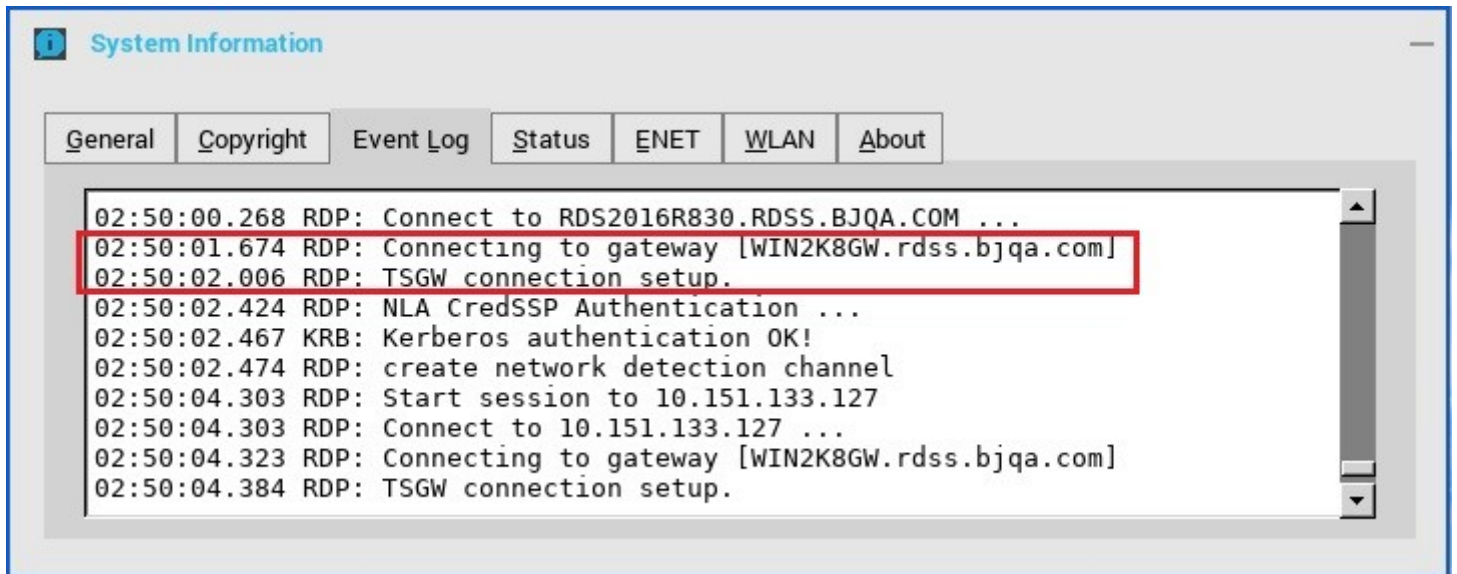 System Information
General Copyright Event Log Status ENET WLAN About
02:50:00.268 RDP: Connect to RDS2016R830.RDSS.BJQA.COM ...
02:50:01.674 RDP: Connecting to gateway [WIN2K8GW.rdss.bjqa.com]
02:50:02.006 RDP: TSGW connection setup.
02:50:02.424 RDP: NLA CredSSP Authentication ...
02:50:02.467 KRB: Kerberos authentication OK!
02:50:02.474 RDP: create network detection channel
02:50:04.303 RDP: Start session to 10.151.133.127
02:50:04.303 RDP: Connect to 10.151.133.127 ...
02:50:04.323 RDP: Connecting to gateway [WIN2K8GW.rdss.bjqa.com]
02:50:04.384 RDP: TSGW connection setup.